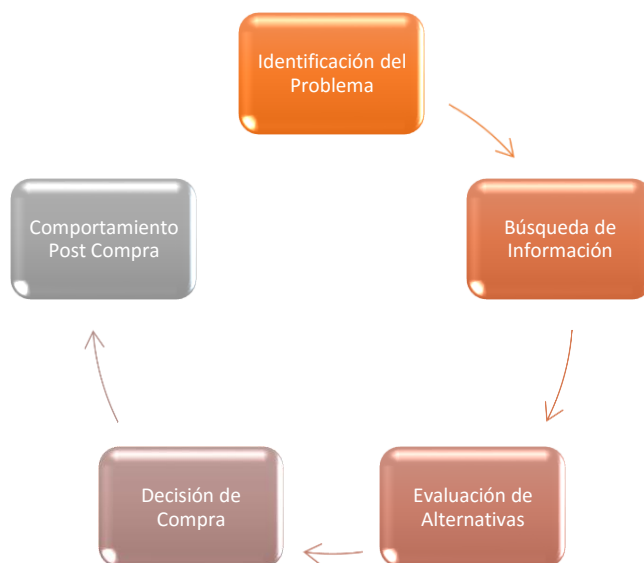 Identificación del
Problema
Búsqueda de
Información
Evaluación de
Alternativas
Decisión de
Compra
Comportamiento
Post Compra